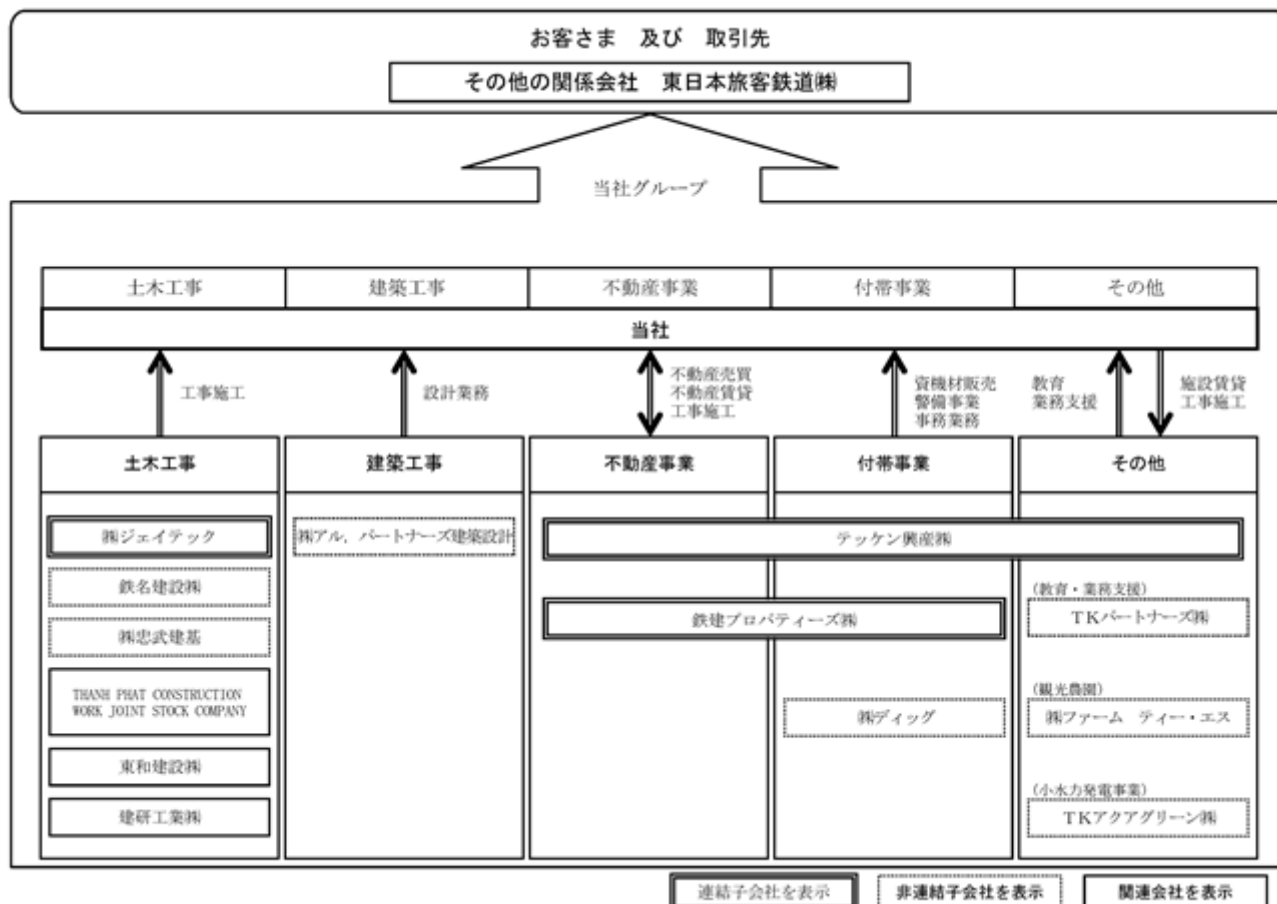 お客さま 及び 取引先
その他の関係会社 東日本旅客鉄道㈱
当社グループ
土木工事
建築工事
不動産事業
付帯事業
その他
当社
工事施工
設計業務
不動産売買
不動産賃貸
工事施工
資機材販売
警備事業
事務業務
教育
業務支援
施設賃貸
工事施工
土木工事
建築工事
不動産事業
付帯事業
その他
㈱ジェイテック
鉄名建設㈱
㈱忠武建基
THANH PHAT CONSTRUCTION
WORK JOINT STOCK COMPANY
東和建設㈱
建研工業㈱
㈱アル．パートナーズ建築設計
テッケン興産㈱
鉄建プロパティーズ㈱
㈱ディッグ
(教育・業務支援)
TKパートナーズ㈱
(観光農園)
㈱ファーム ティー・エス
(小水力発電事業)
TKアクアグリーン㈱
連結子会社を表示
非連結子会社を表示
関連会社を表示